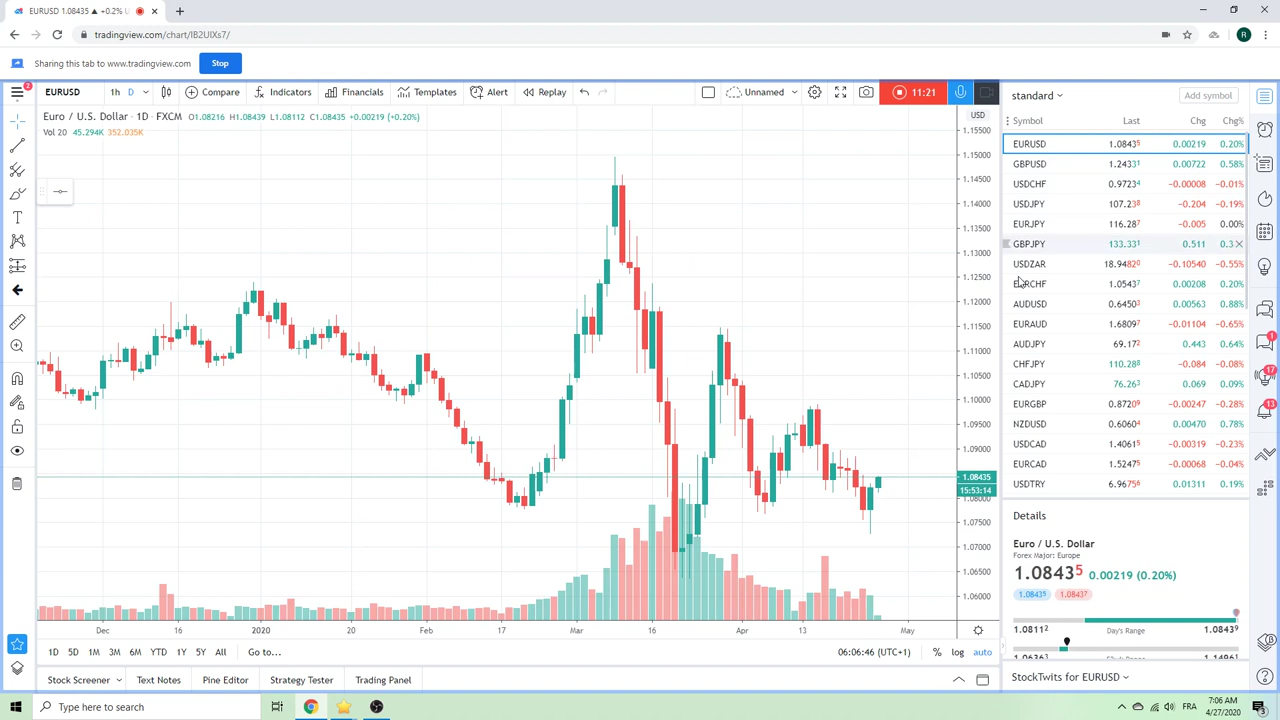 EURUSD 1.08435 ▲ +0.2% U
tradingview.com/chart/IB2UIXs7/
R
Sharing this tab to www.tradingview.com
Stop
2
EURUSD
1h D
Compare
Indicators
Financials
Templates
Alert
Replay
Unnamed
11:21
standard
Add symbol
Euro / U.S. Dollar · 1D · FXCM O1.08216 H1.08439 L1.08112 C1.08435 +0.00219 (+0.20%)
Vol 20 45.294K 352.035K
USD
1.15500
1.15000
1.14500
1.14000
1.13500
1.13000
1.12500
1.12000
1.11500
1.11000
1.10500
1.10000
1.09500
1.09000
1.08435
15:53:14
1.08000
1.07500
1.07000
1.06500
1.06000
Symbol Last Chg Chg%
EURUSD 1.08435 0.00219 0.20%
GBPUSD 1.24331 0.00722 0.58%
USDCHF 0.97234 −0.00008 −0.01%
USDJPY 107.238 −0.204 −0.19%
EURJPY 116.287 −0.005 0.00%
GBPJPY 133.331 0.511
USDZAR 18.94820 −0.10540 −0.55%
EURCHF 1.05437 0.00208 0.20%
AUDUSD 0.64503 0.00563 0.88%
EURAUD 1.68097 −0.01104 −0.65%
AUDJPY 69.172 0.443 0.64%
CHFJPY 110.288 −0.084 −0.08%
CADJPY 76.263 0.069 0.09%
EURGBP 0.87209 −0.00247 −0.28%
NZDUSD 0.60604 0.00470 0.78%
USDCAD 1.40615 −0.00319 −0.23%
EURCAD 1.52475 −0.00068 −0.04%
USDTRY 6.96756 0.01311 0.19%
1
17
13
Details
Euro / U.S. Dollar
Forex Major: Europe
1.08435 0.00219 (0.20%)
1.08435 1.08437
1.08112 Day's Range 1.08439
StockTwits for EURUSD
Dec 16 2020 20 Feb 17 Mar 16 Apr 13 May
1D 5D 1M 3M 6M YTD 1Y 5Y All Go to...
06:06:46 (UTC+1) % log auto
Stock Screener Text Notes Pine Editor Strategy Tester Trading Panel
Type here to search
FRA
7:06 AM
4/27/2020
3